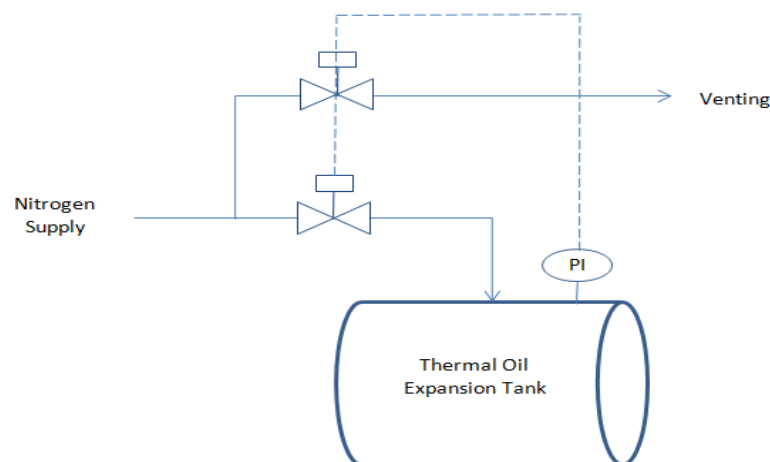 Venting
Nitrogen
Supply
PI
Thermal Oil
Expansion Tank